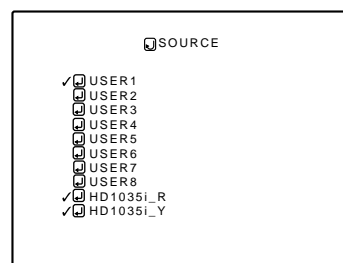 SOURCE
✓ USER1
USER2
USER3
USER4
USER5
USER6
USER7
USER8
✓ HD1035i_R
✓ HD1035i_Y